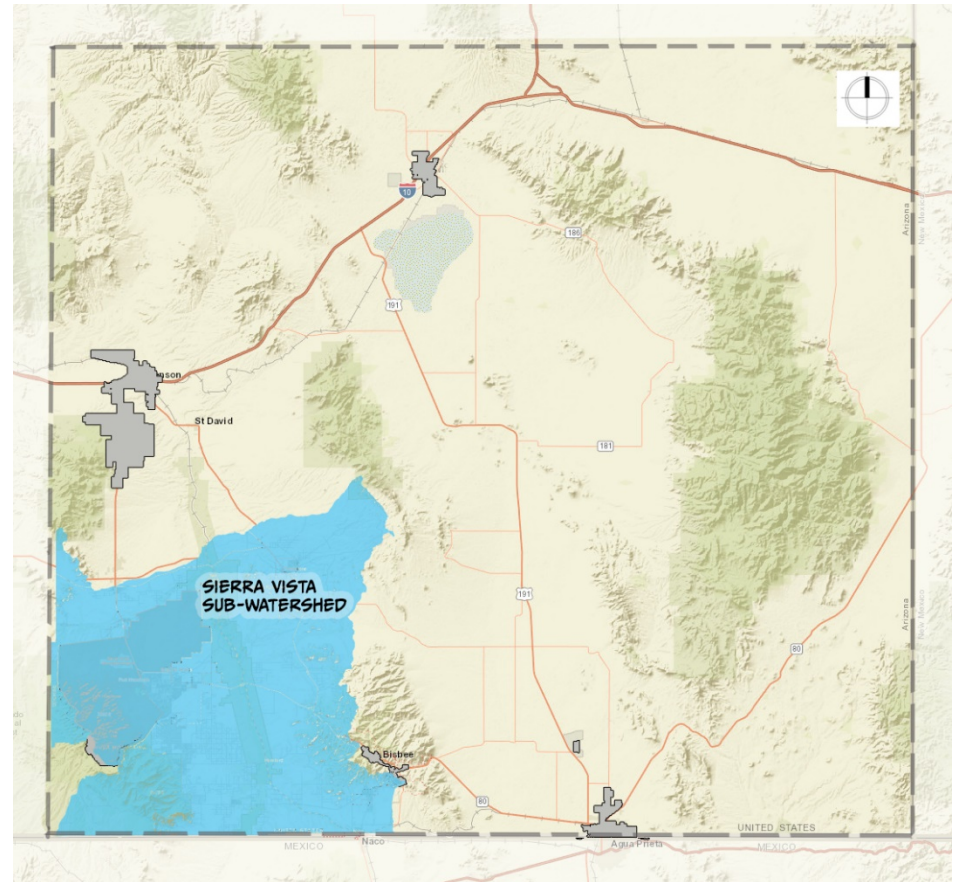 10
Arizona
New Mexico
186
191
nson
St David
181
SIERRA VISTA
SUB-WATERSHED
191
Arizona
80
Bisbee
80
UNITED STATES
MEXICO
Naco
Agua Prieta
MEXICO